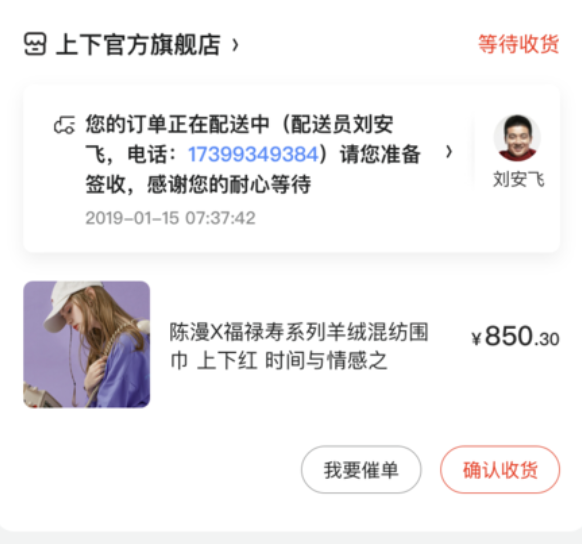 上下官方旗舰店 ›
等待收货
您的订单正在配送中（配送员刘安
飞，电话：17399349384）请您准备
签收，感谢您的耐心等待
2019-01-15 07:37:42
刘安飞
陈漫X福禄寿系列羊绒混纺围
巾 上下红 时间与情感之
¥850.30
我要催单
确认收货